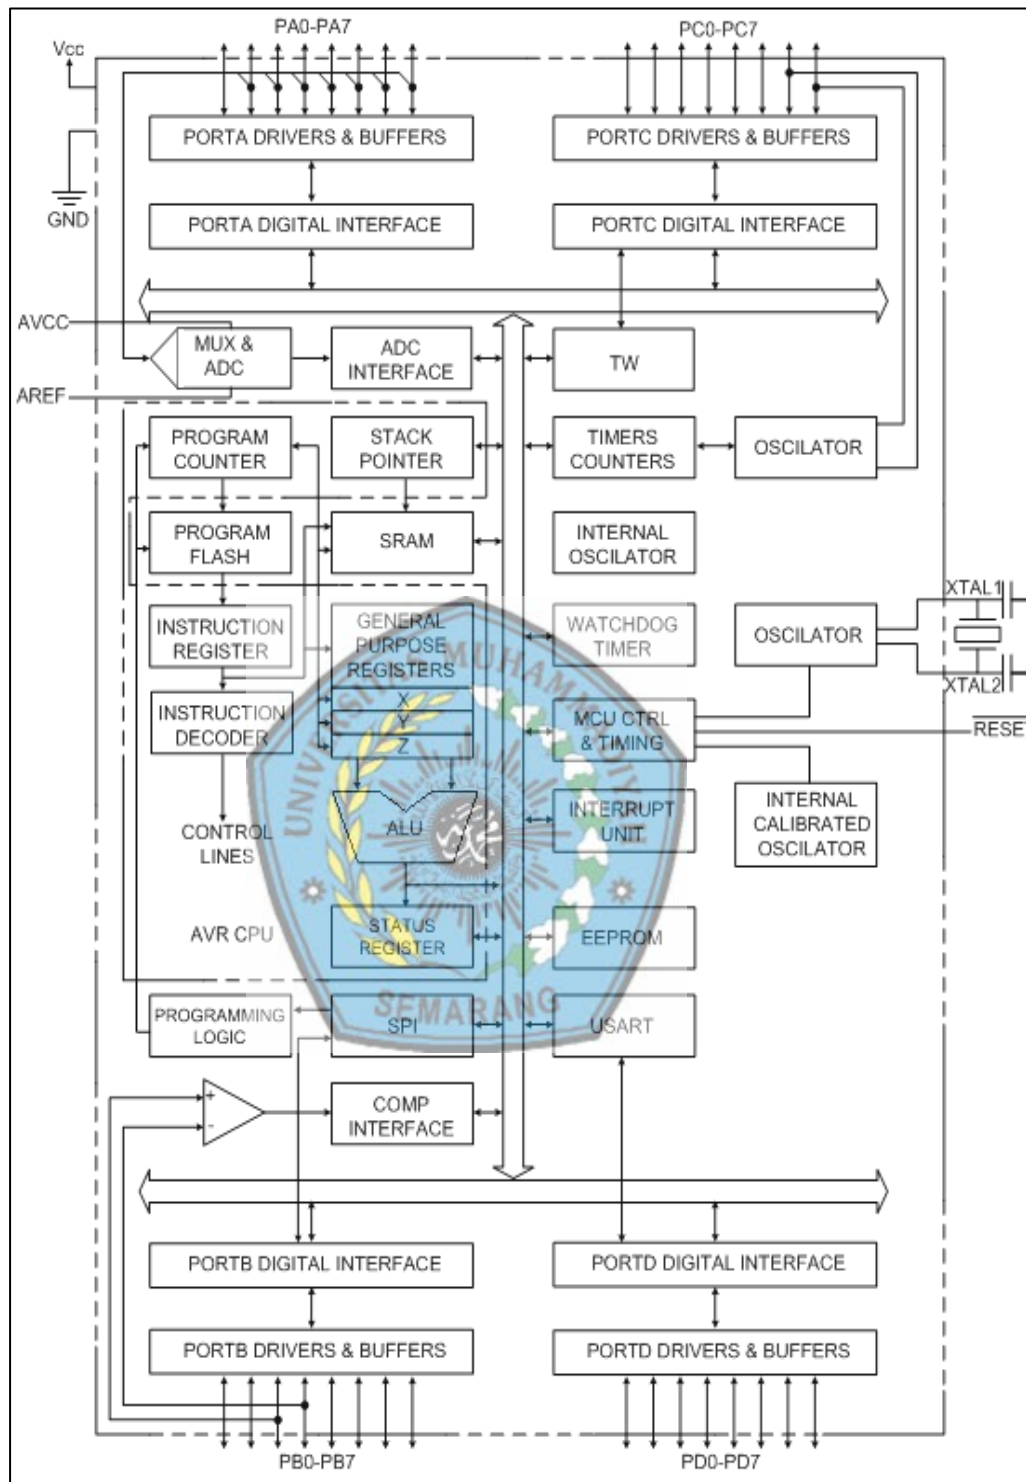 PA0-PA7
PC0-PC7
Vcc
PORTA DRIVERS & BUFFERS
PORTC DRIVERS & BUFFERS
GND
PORTA DIGITAL INTERFACE
PORTC DIGITAL INTERFACE
AVCC
MUX &
ADC
ADC
INTERFACE
TW
AREF
PROGRAM
COUNTER
STACK
POINTER
TIMERS
COUNTERS
OSCILATOR
PROGRAM
FLASH
SRAM
INTERNAL
OSCILATOR
XTAL1
INSTRUCTION
REGISTER
GENERAL
PURPOSE
REGISTERS
WATCHDOG
TIMER
OSCILATOR
XTAL2
X
Y
Z
INSTRUCTION
DECODER
MCU CTRL
& TIMING
RESET
CONTROL
LINES
ALU
INTERRUPT
UNIT
INTERNAL
CALIBRATED
OSCILATOR
AVR CPU
STATUS
REGISTER
EEPROM
UNIVERSITAS MUHAMMADIYAH
SEMARANG
PROGRAMMING
LOGIC
SPI
USART
+
-
COMP
INTERFACE
PORTB DIGITAL INTERFACE
PORTD DIGITAL INTERFACE
PORTB DRIVERS & BUFFERS
PORTD DRIVERS & BUFFERS
PB0-PB7
PD0-PD7